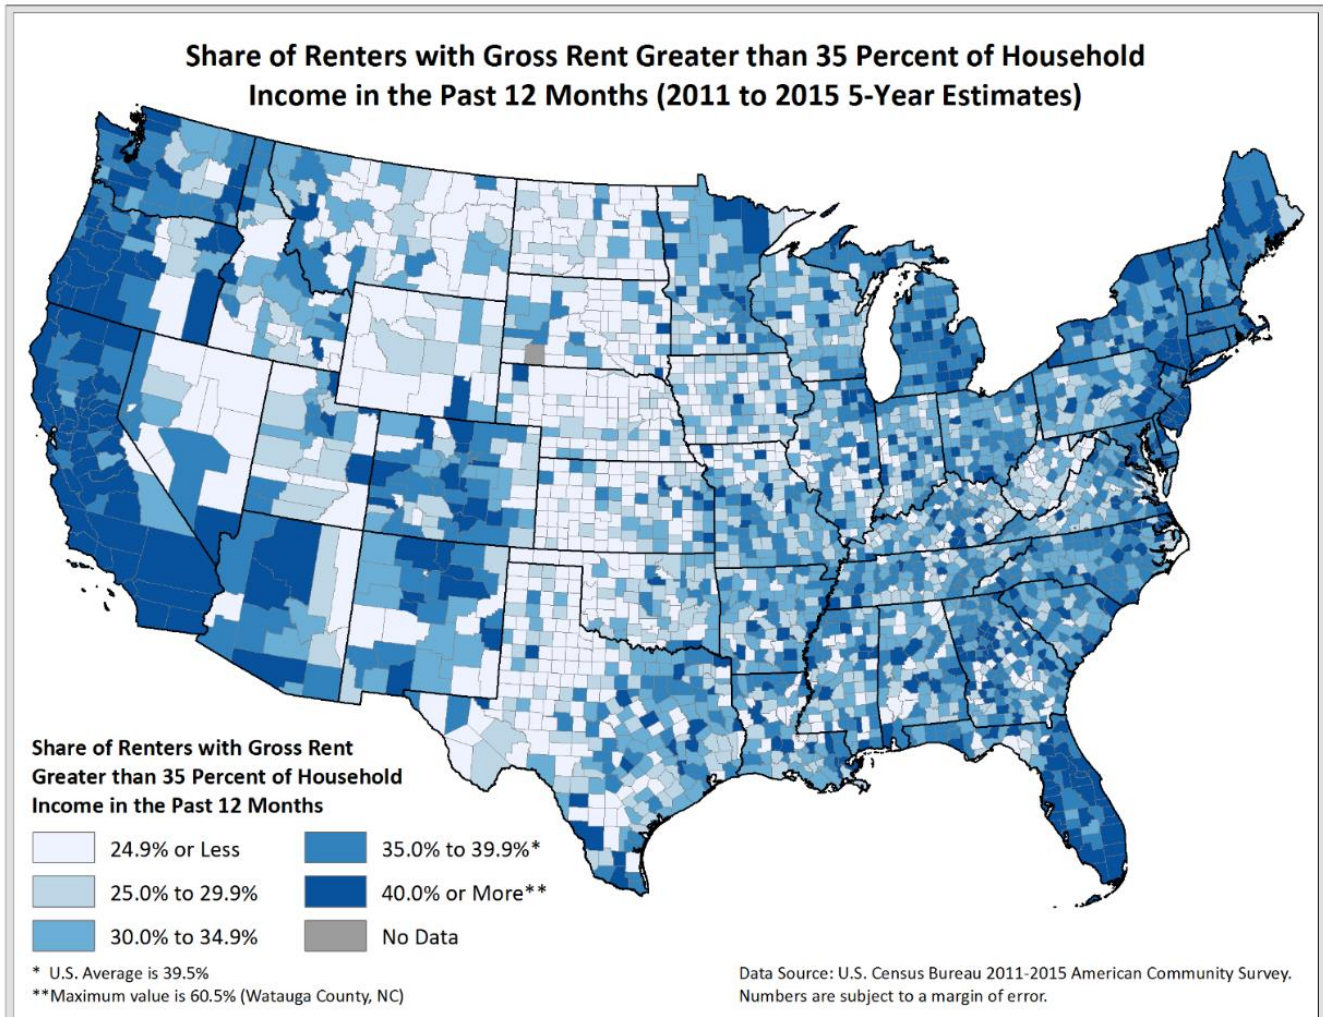 Share of Renters with Gross Rent Greater than 35 Percent of Household
Income in the Past 12 Months (2011 to 2015 5-Year Estimates)
Share of Renters with Gross Rent
Greater than 35 Percent of Household
Income in the Past 12 Months
24.9% or Less
25.0% to 29.9%
30.0% to 34.9%
35.0% to 39.9%*
40.0% or More**
No Data
* U.S. Average is 39.5%
**Maximum value is 60.5% (Watauga County, NC)
Data Source: U.S. Census Bureau 2011-2015 American Community Survey.
Numbers are subject to a margin of error.